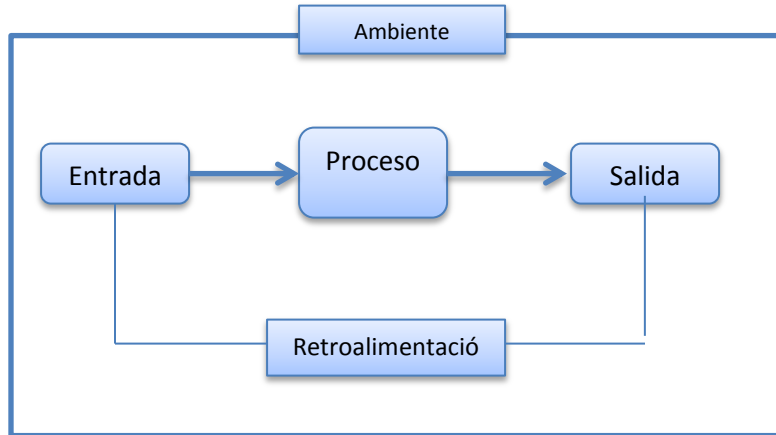 Ambiente
Entrada
Proceso
Salida
Retroalimentació